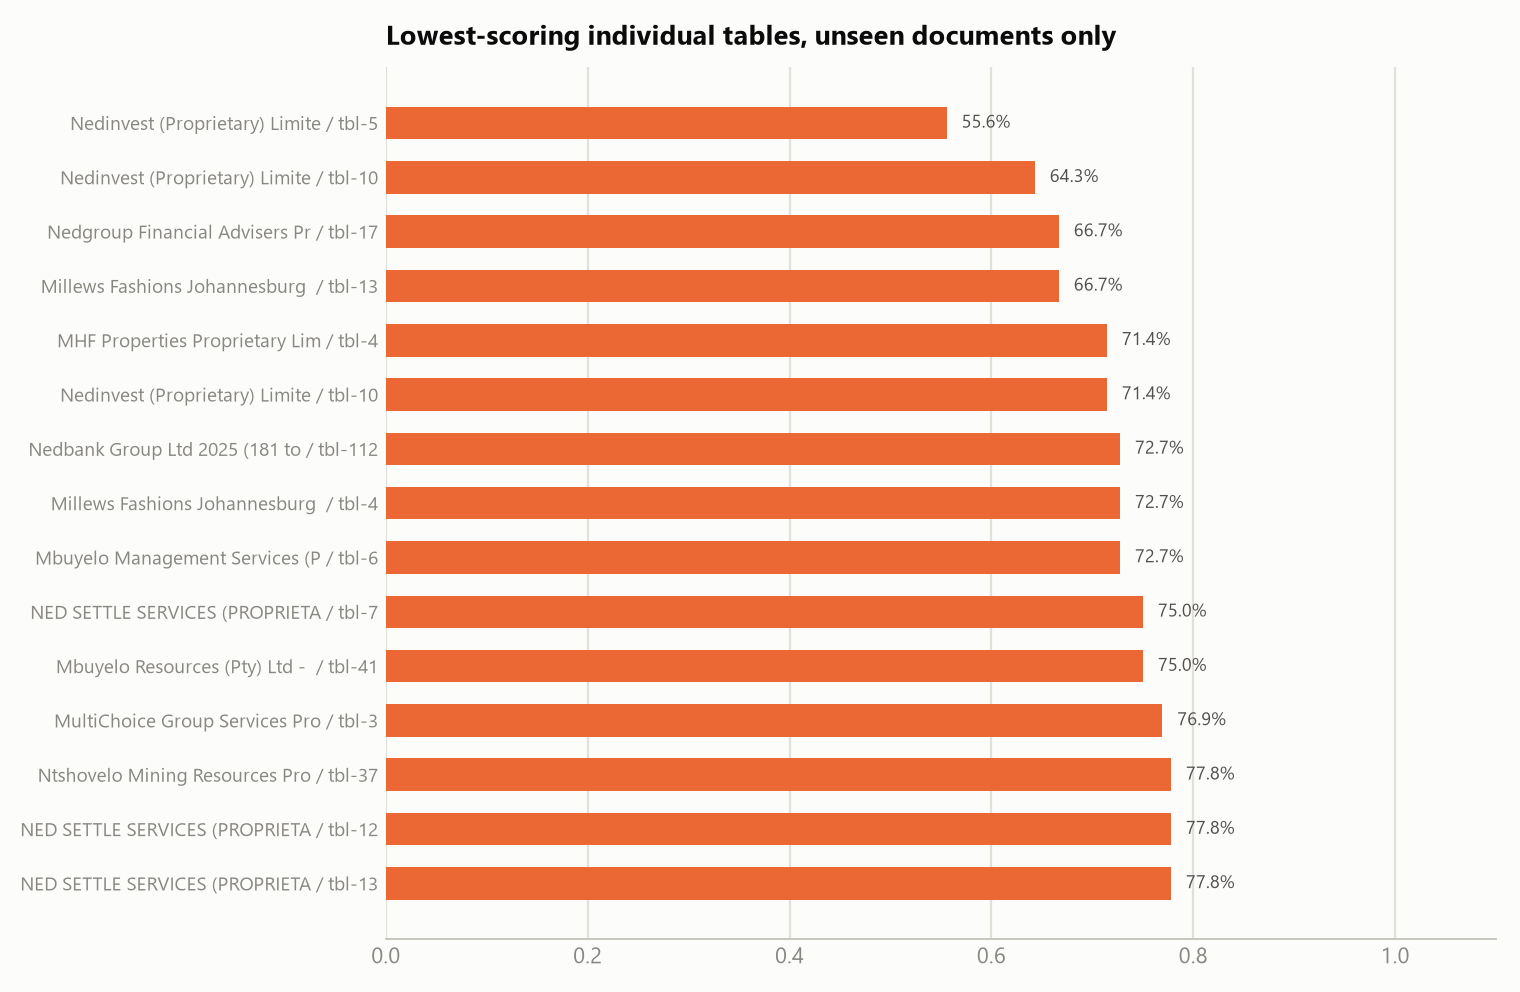 Lowest-scoring individual tables, unseen documents only
Nedinvest (Proprietary) Limite / tbl-5 55.6%
Nedinvest (Proprietary) Limite / tbl-10 64.3%
Nedgroup Financial Advisers Pr / tbl-17 66.7%
Millews Fashions Johannesburg  / tbl-13 66.7%
MHF Properties Proprietary Lim / tbl-4 71.4%
Nedinvest (Proprietary) Limite / tbl-10 71.4%
Nedbank Group Ltd 2025 (181 to / tbl-112 72.7%
Millews Fashions Johannesburg  / tbl-4 72.7%
Mbuyelo Management Services (P / tbl-6 72.7%
NED SETTLE SERVICES (PROPRIETA / tbl-7 75.0%
Mbuyelo Resources (Pty) Ltd -  / tbl-41 75.0%
MultiChoice Group Services Pro / tbl-3 76.9%
Ntshovelo Mining Resources Pro / tbl-37 77.8%
NED SETTLE SERVICES (PROPRIETA / tbl-12 77.8%
NED SETTLE SERVICES (PROPRIETA / tbl-13 77.8%
0.0 0.2 0.4 0.6 0.8 1.0